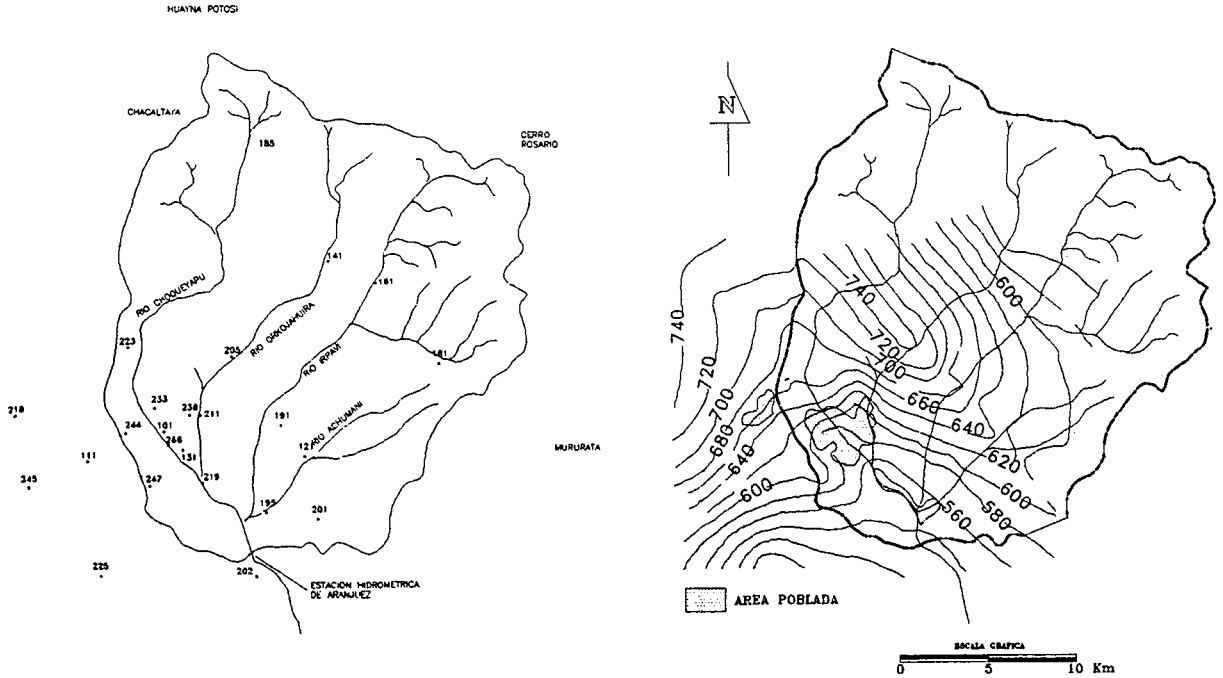 HUAYNA POTOSI
CHACALTAYA
CERRO
ROSARIO
185
141
181
RIO CHOQUEYAPU
RIO ORKOJAHUIRA
RIO IRPAVI
RIO ACHUMANI
223
205
181
233
238
211
210
244
101
266
191
121
111
131
MURURATA
245
247
219
195
201
225
202
ESTACION HIDROMETRICA
DE ARANJUEZ
N
740
600
740
720
700
720
700
660
680
640
640
620
600
600
580
560
AREA POBLADA
ESCALA GRAFICA
0 5 10 Km